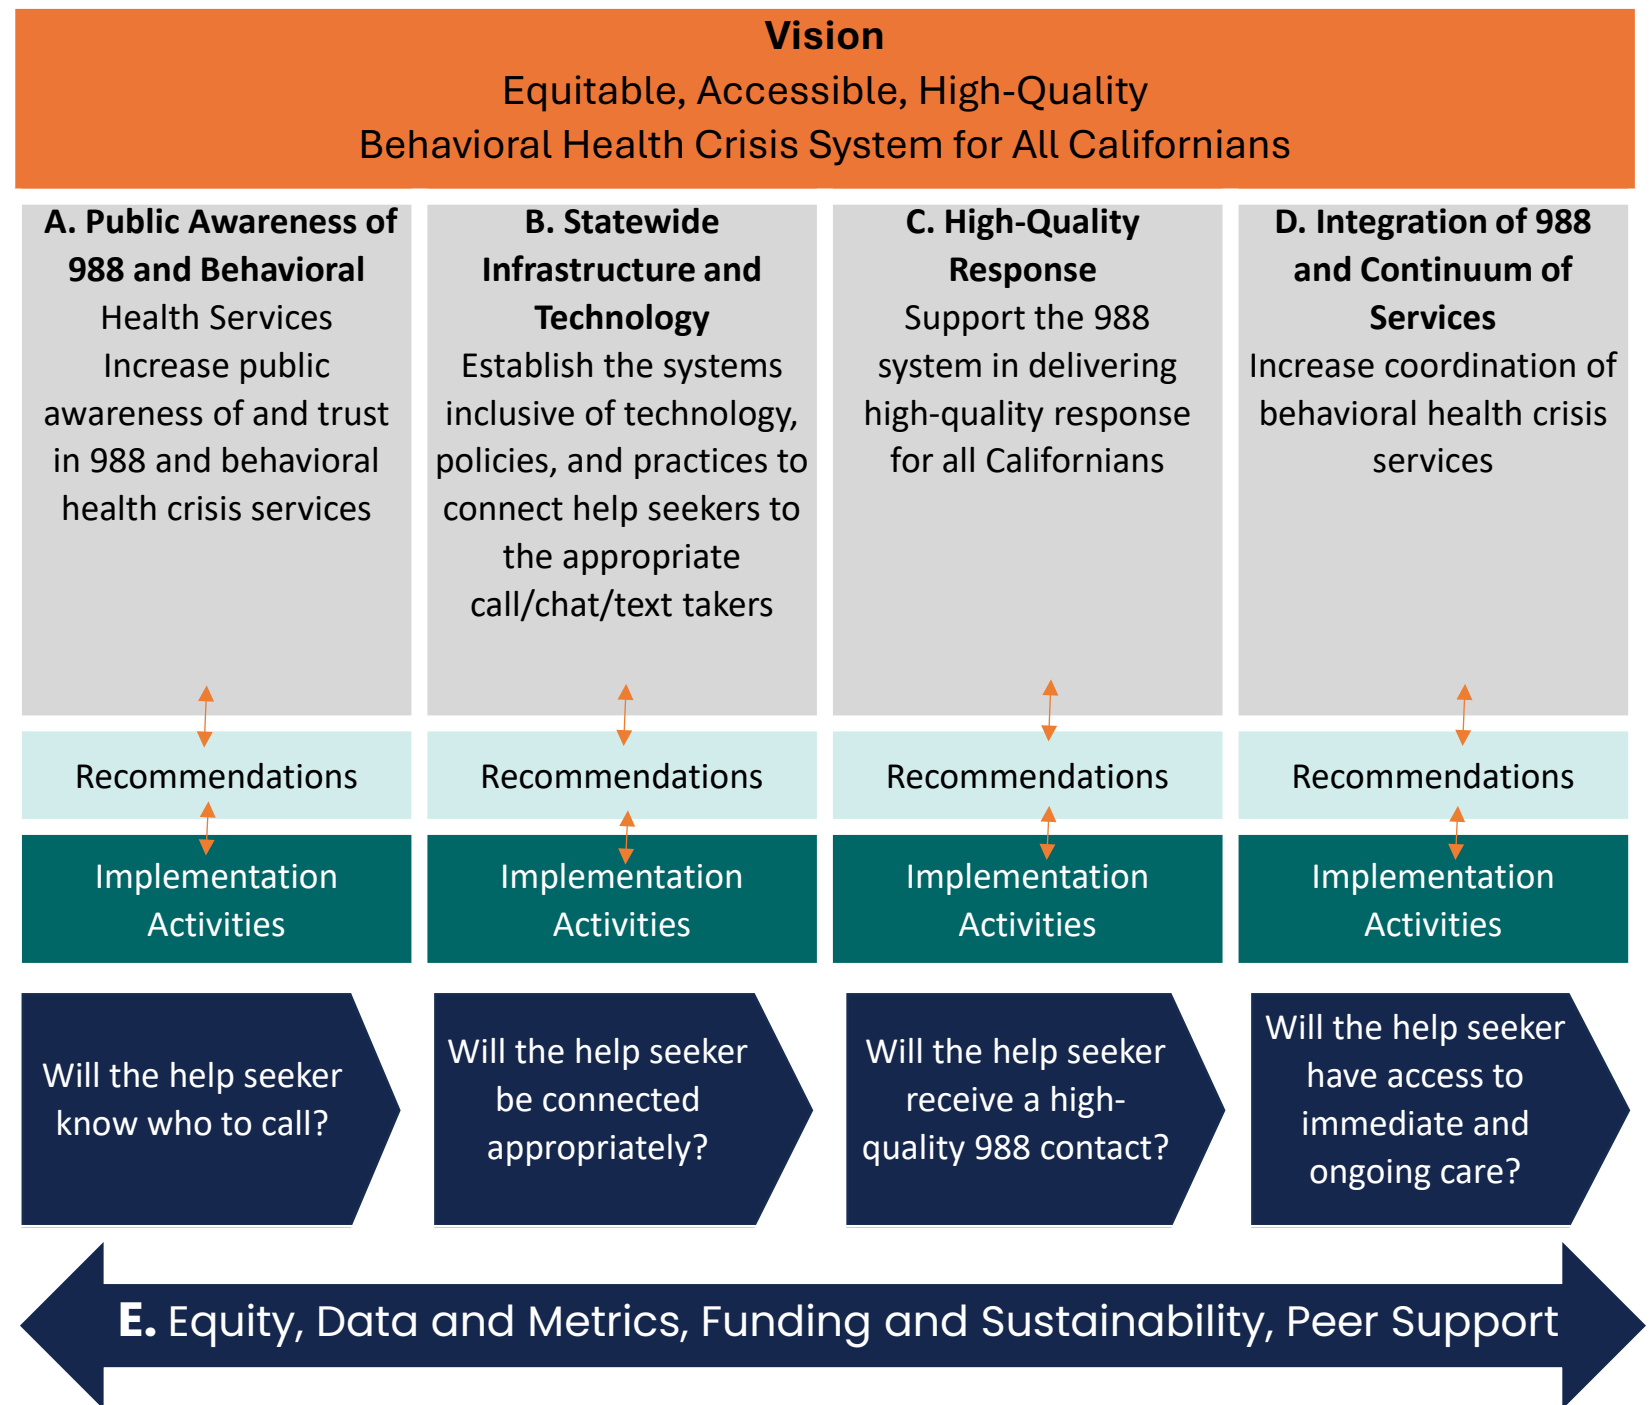 Vision
Equitable, Accessible, High-Quality
Behavioral Health Crisis System for All Californians
A. Public Awareness of
988 and Behavioral
Health Services
Increase public
awareness of and trust
in 988 and behavioral
health crisis services
B. Statewide
Infrastructure and
Technology
Establish the systems
inclusive of technology,
policies, and practices to
connect help seekers to
the appropriate
call/chat/text takers
C. High-Quality
Response
Support the 988
system in delivering
high-quality response
for all Californians
D. Integration of 988
and Continuum of
Services
Increase coordination of
behavioral health crisis
services
Recommendations
Recommendations
Recommendations
Recommendations
Implementation
Activities
Implementation
Activities
Implementation
Activities
Implementation
Activities
Will the help seeker
know who to call?
Will the help seeker
be connected
appropriately?
Will the help seeker
receive a high-
quality 988 contact?
Will the help seeker
have access to
immediate and
ongoing care?
E. Equity, Data and Metrics, Funding and Sustainability, Peer Support